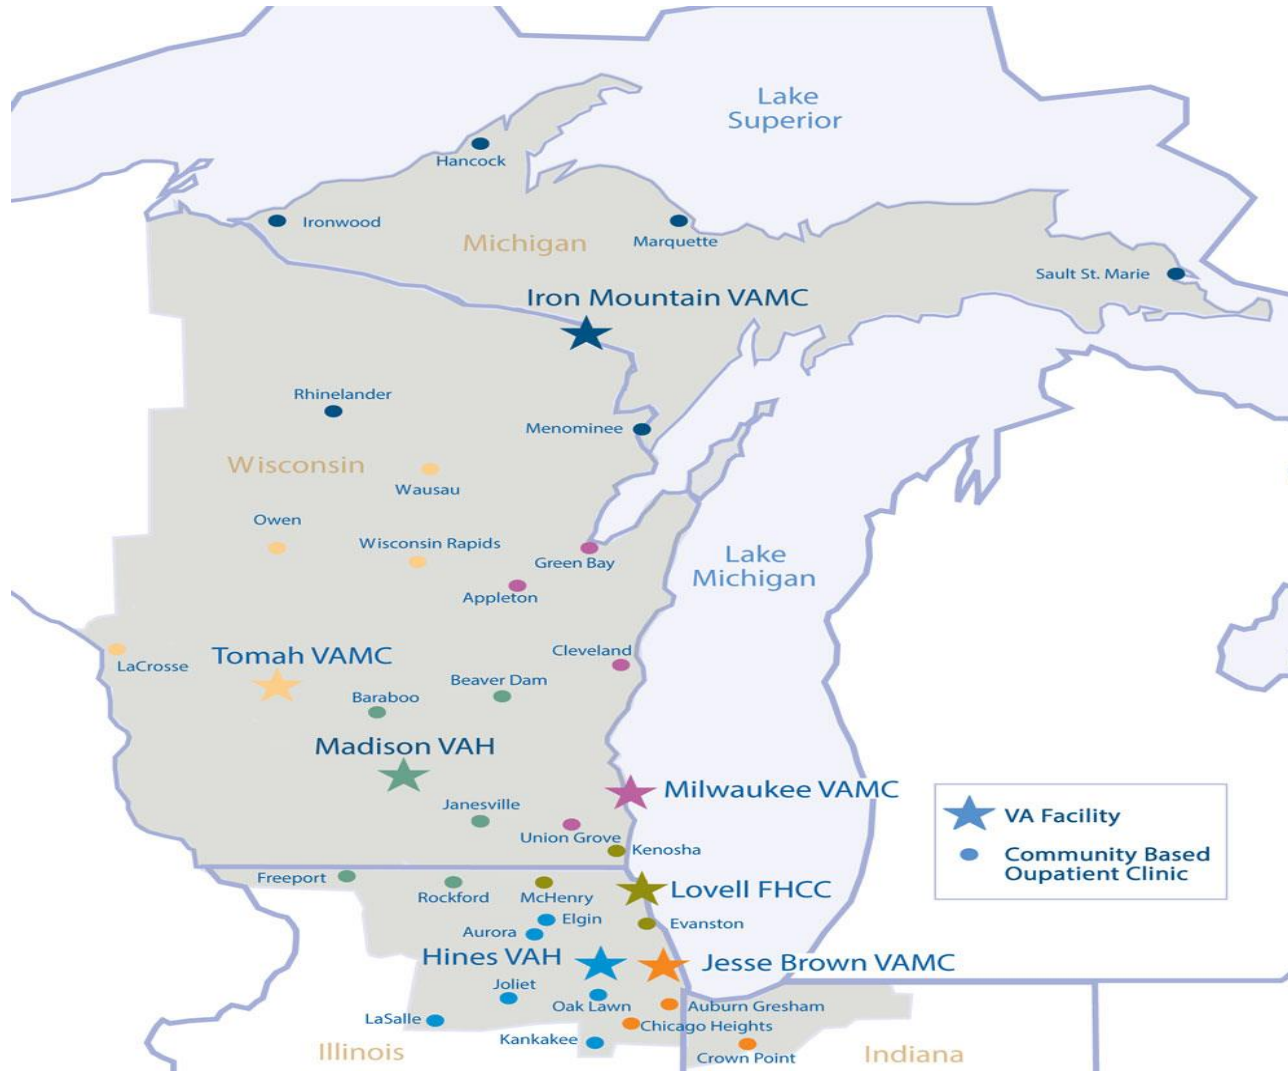 Lake
Superior
Hancock
Ironwood
Marquette
Michigan
Sault St. Marie
Iron Mountain VAMC
Rhinelander
Menominee
Wisconsin
Wausau
Owen
Wisconsin Rapids
Green Bay
Lake
Michigan
Appleton
Cleveland
LaCrosse
Tomah VAMC
Beaver Dam
Baraboo
Madison VAH
Milwaukee VAMC
Janesville
Union Grove
Kenosha
VA Facility
Community Based
Oupatient Clinic
Freeport
Rockford
McHenry
Lovell FHCC
Elgin
Evanston
Aurora
Hines VAH
Jesse Brown VAMC
Joliet
Oak Lawn
Auburn Gresham
LaSalle
Chicago Heights
Kankakee
Crown Point
Illinois
Indiana